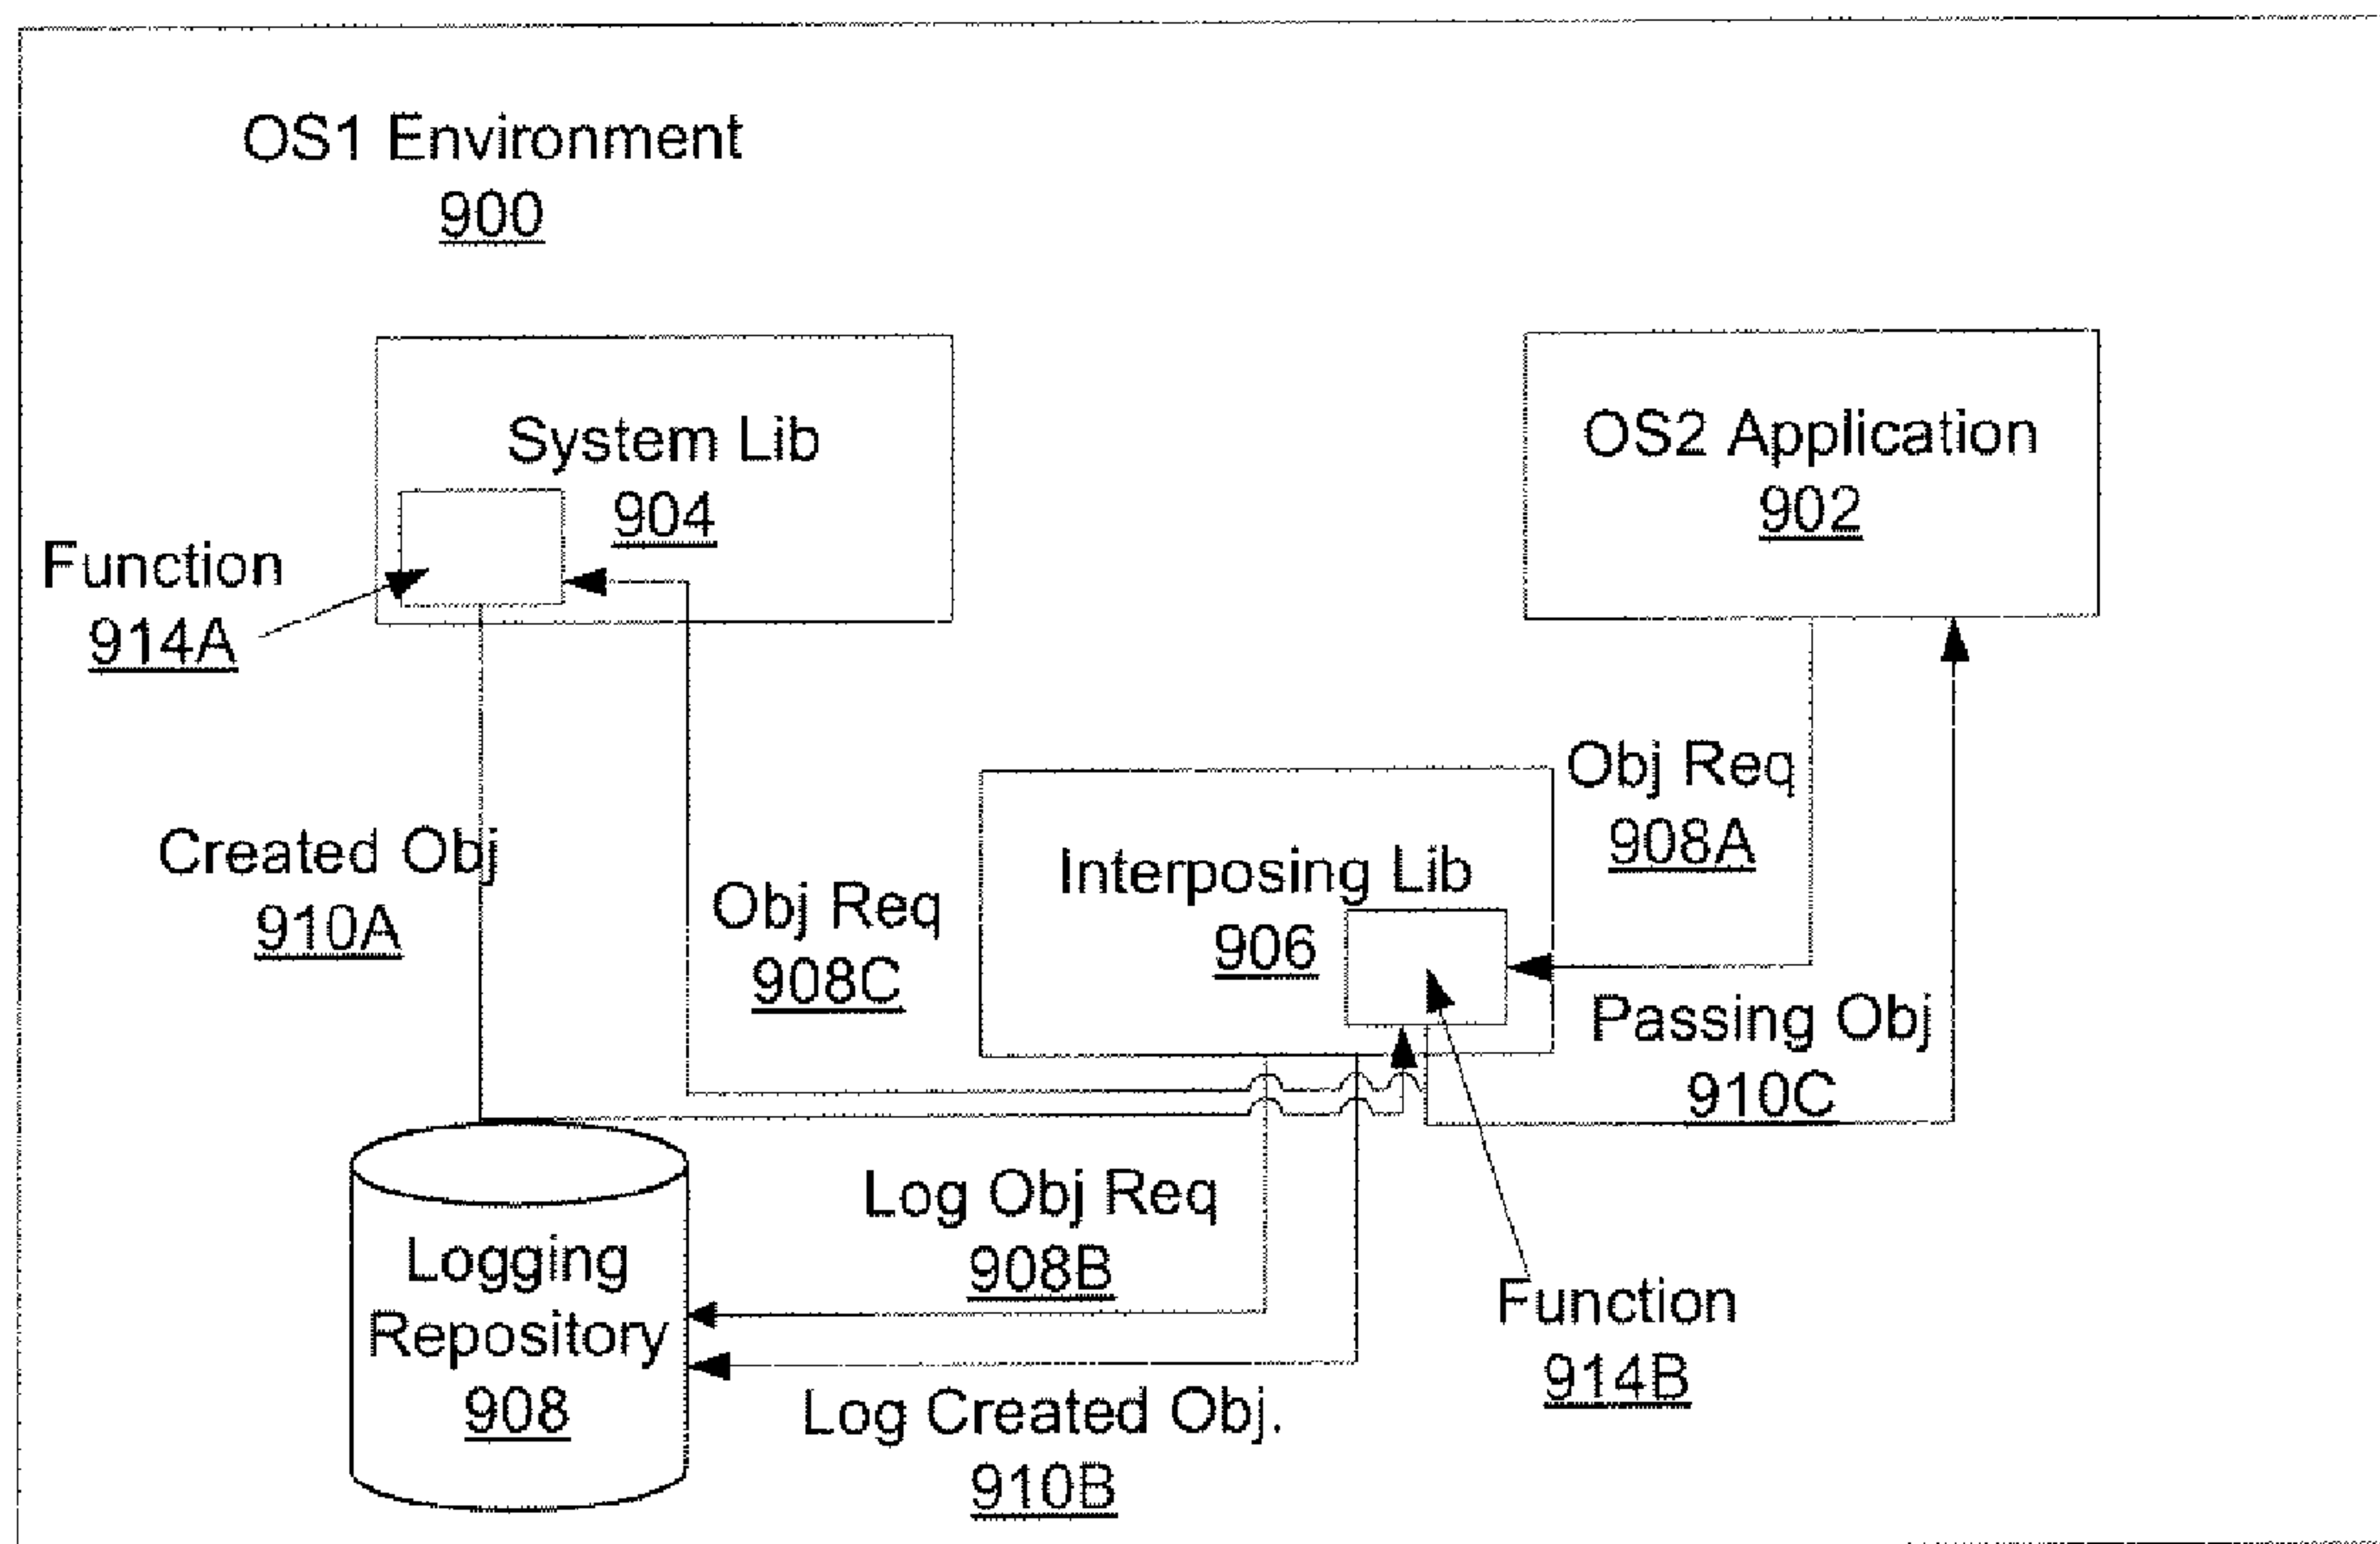 OS1 Environment
900
System Lib
904
OS2 Application
902
Function
914A
Obj Req
908A
Created Obj
910A
Obj Req
908C
Interposing Lib
906
Passing Obj
910C
Log Obj Req
908B
Logging
Repository
908
Function
914B
Log Created Obj.
910B